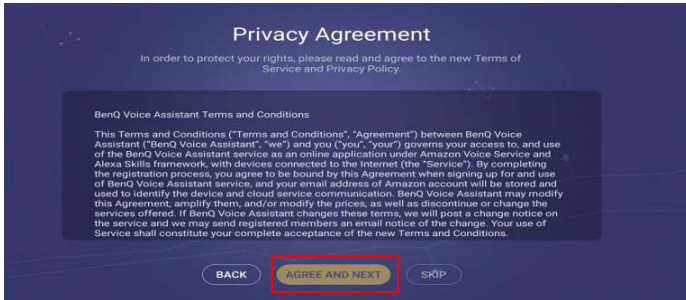 Privacy Agreement
In order to protect your rights, please read and agree to the new Terms of
Service and Privacy Policy.
BenQ Voice Assistant Terms and Conditions
This Terms and Conditions ("Terms and Conditions", "Agreement") between BenQ Voice
Assistant ("BenQ Voice Assistant", "we") and you ("you", "your") governs your access to, and use
of the BenQ Voice Assistant service as an online application under Amazon Voice Service and
Alexa Skills framework, with devices connected to the Internet (the "Service"). By completing
the registration process, you agree to be bound by this Agreement when signing up for and use
of BenQ Voice Assistant service, and your email address of Amazon account will be stored and
used to identify the device and cloud service communication. BenQ Voice Assistant may modify
this Agreement, amplify them, and/or modify the prices, as well as discontinue or change the
services offered. If BenQ Voice Assistant changes these terms, we will post a change notice on
the service and we may send registered members an email notice of the change. Your use of
Service shall constitute your complete acceptance of the new Terms and Conditions.
BACK
AGREE AND NEXT
SKIP